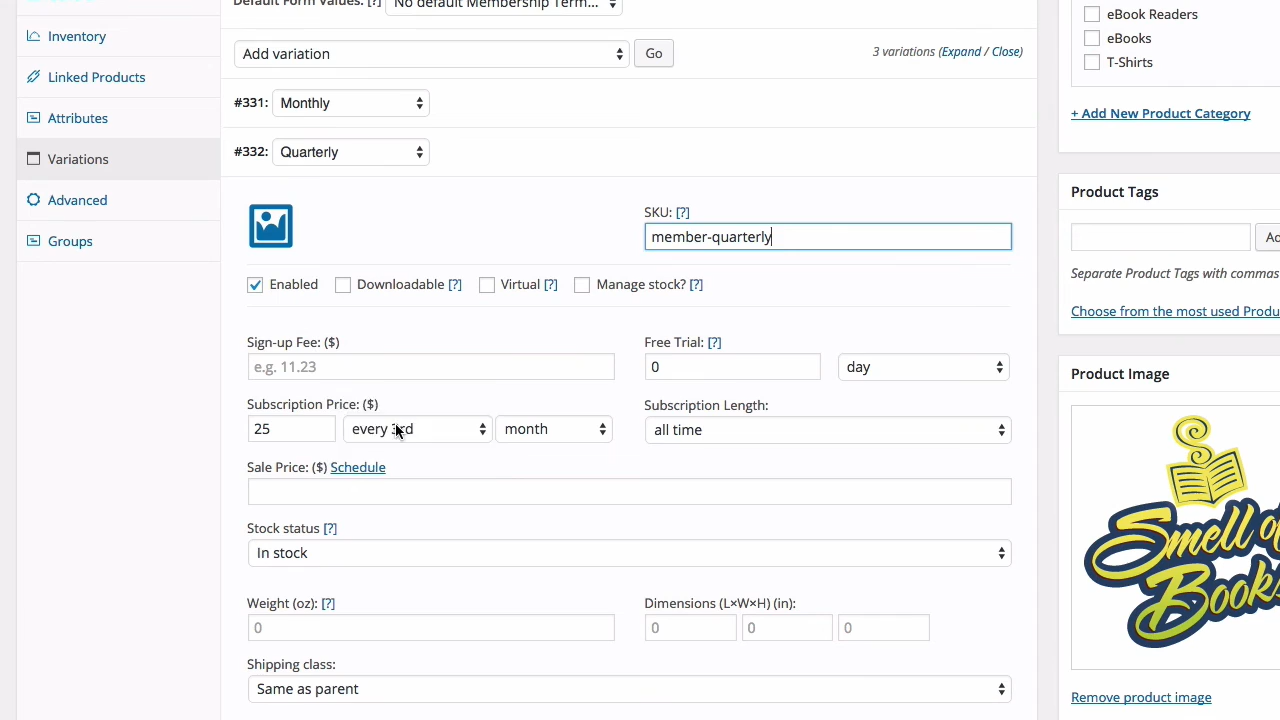 Default Form Values: [?] No default Membership Term...
Inventory
Add variation Go 3 variations (Expand / Close)
Linked Products
#331: Monthly
Attributes
#332: Quarterly
Variations
Advanced
Groups
SKU: [?]
member-quarterly
Enabled Downloadable [?] Virtual [?] Manage stock? [?]
Sign-up Fee: ($) Free Trial: [?]
e.g. 11.23 0 day
Subscription Price: ($) Subscription Length:
25 every 3rd month all time
Sale Price: ($) Schedule
Stock status [?]
In stock
Weight (oz): [?] Dimensions (L×W×H) (in):
0 0 0 0
Shipping class:
Same as parent
eBook Readers
eBooks
T-Shirts
+ Add New Product Category
Product Tags
Separate Product Tags with commas
Choose from the most used Produ
Product Image
Smell of
Books
Remove product image